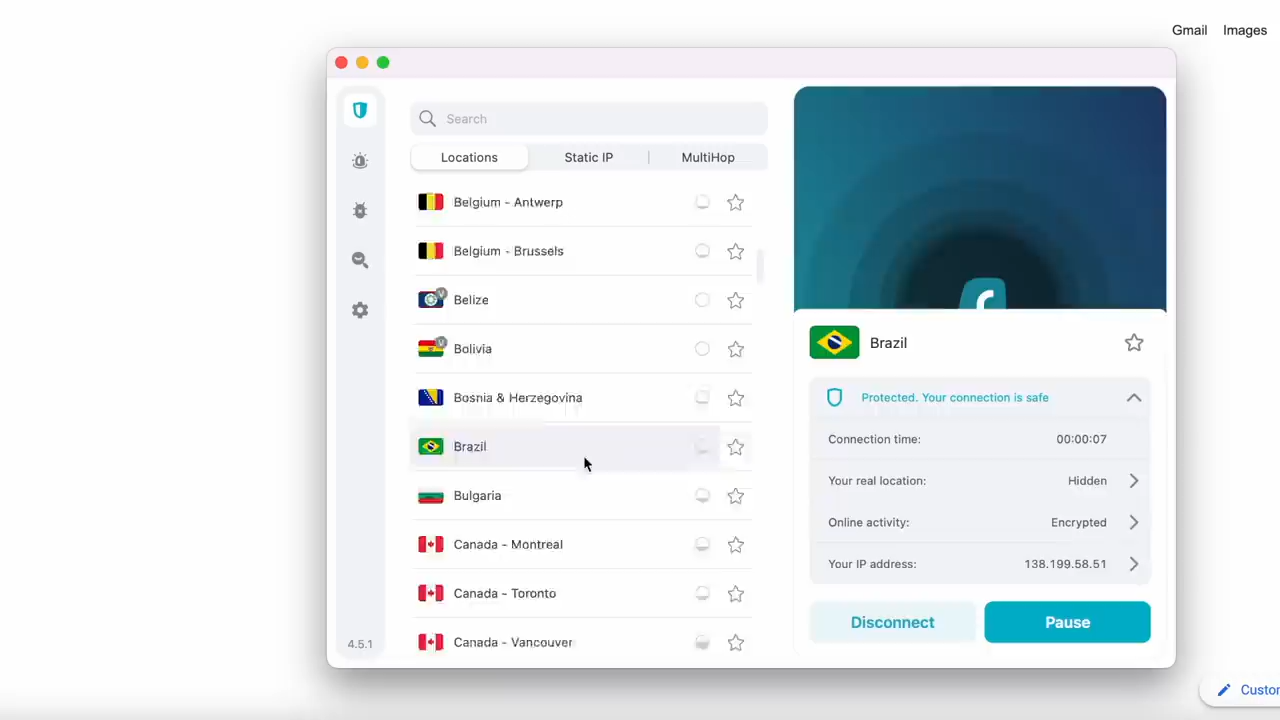 Gmail Images
Search
Locations Static IP MultiHop
Belgium - Antwerp
Belgium - Brussels
Belize
Bolivia
Bosnia & Herzegovina
Brazil
Bulgaria
Canada - Montreal
Canada - Toronto
Canada - Vancouver
4.5.1
Brazil
Protected. Your connection is safe
Connection time: 00:00:07
Your real location: Hidden
Online activity: Encrypted
Your IP address: 138.199.58.51
Disconnect Pause
Custor